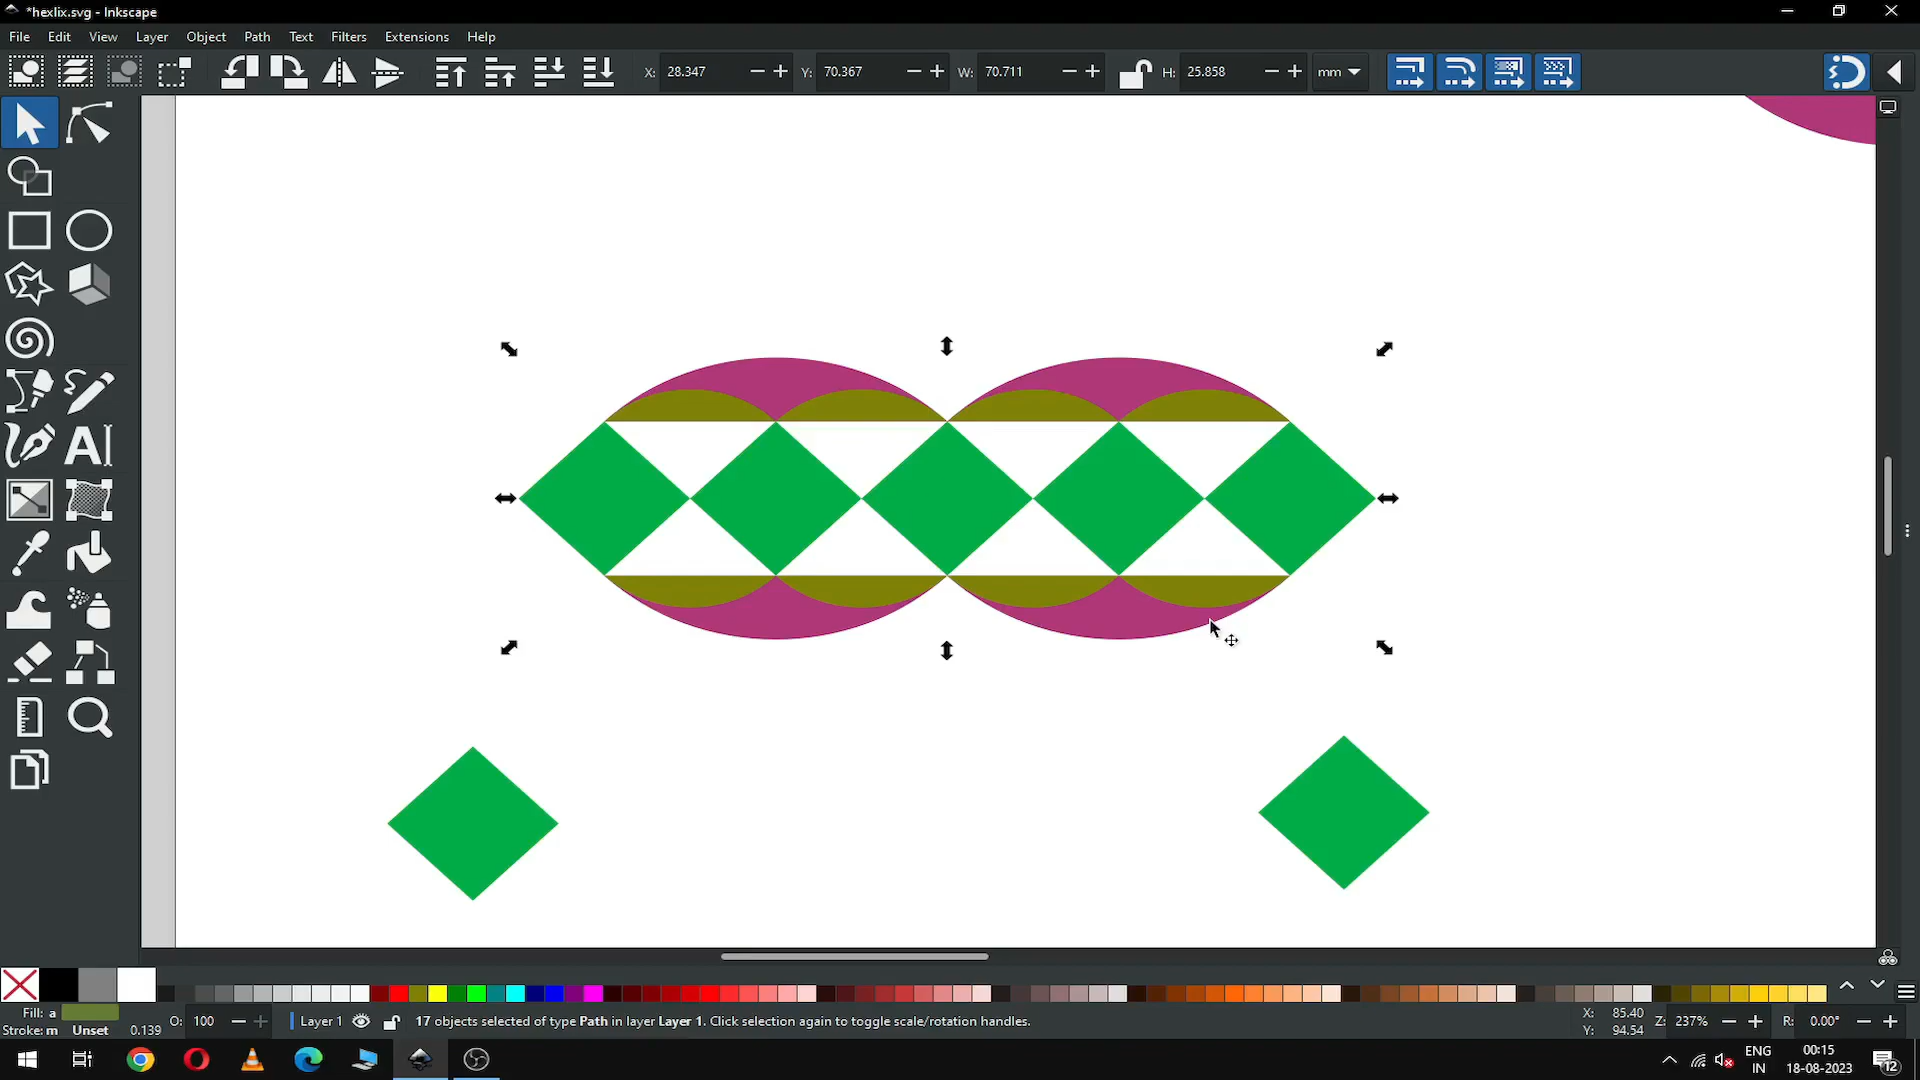 *hexlix.svg - Inkscape
File Edit View Layer Object Path Text Filters Extensions Help
X: 28.347 Y: 70.367 W: 70.711 H: 25.858 mm
Fill: a
Stroke: m Unset 0.139 O: 100 Layer 1 17 objects selected of type Path in layer Layer 1. Click selection again to toggle scale/rotation handles. X: 85.40 Y: 94.54 Z: 237% R: 0.00°
ENG
IN
00:15
18-08-2023
12